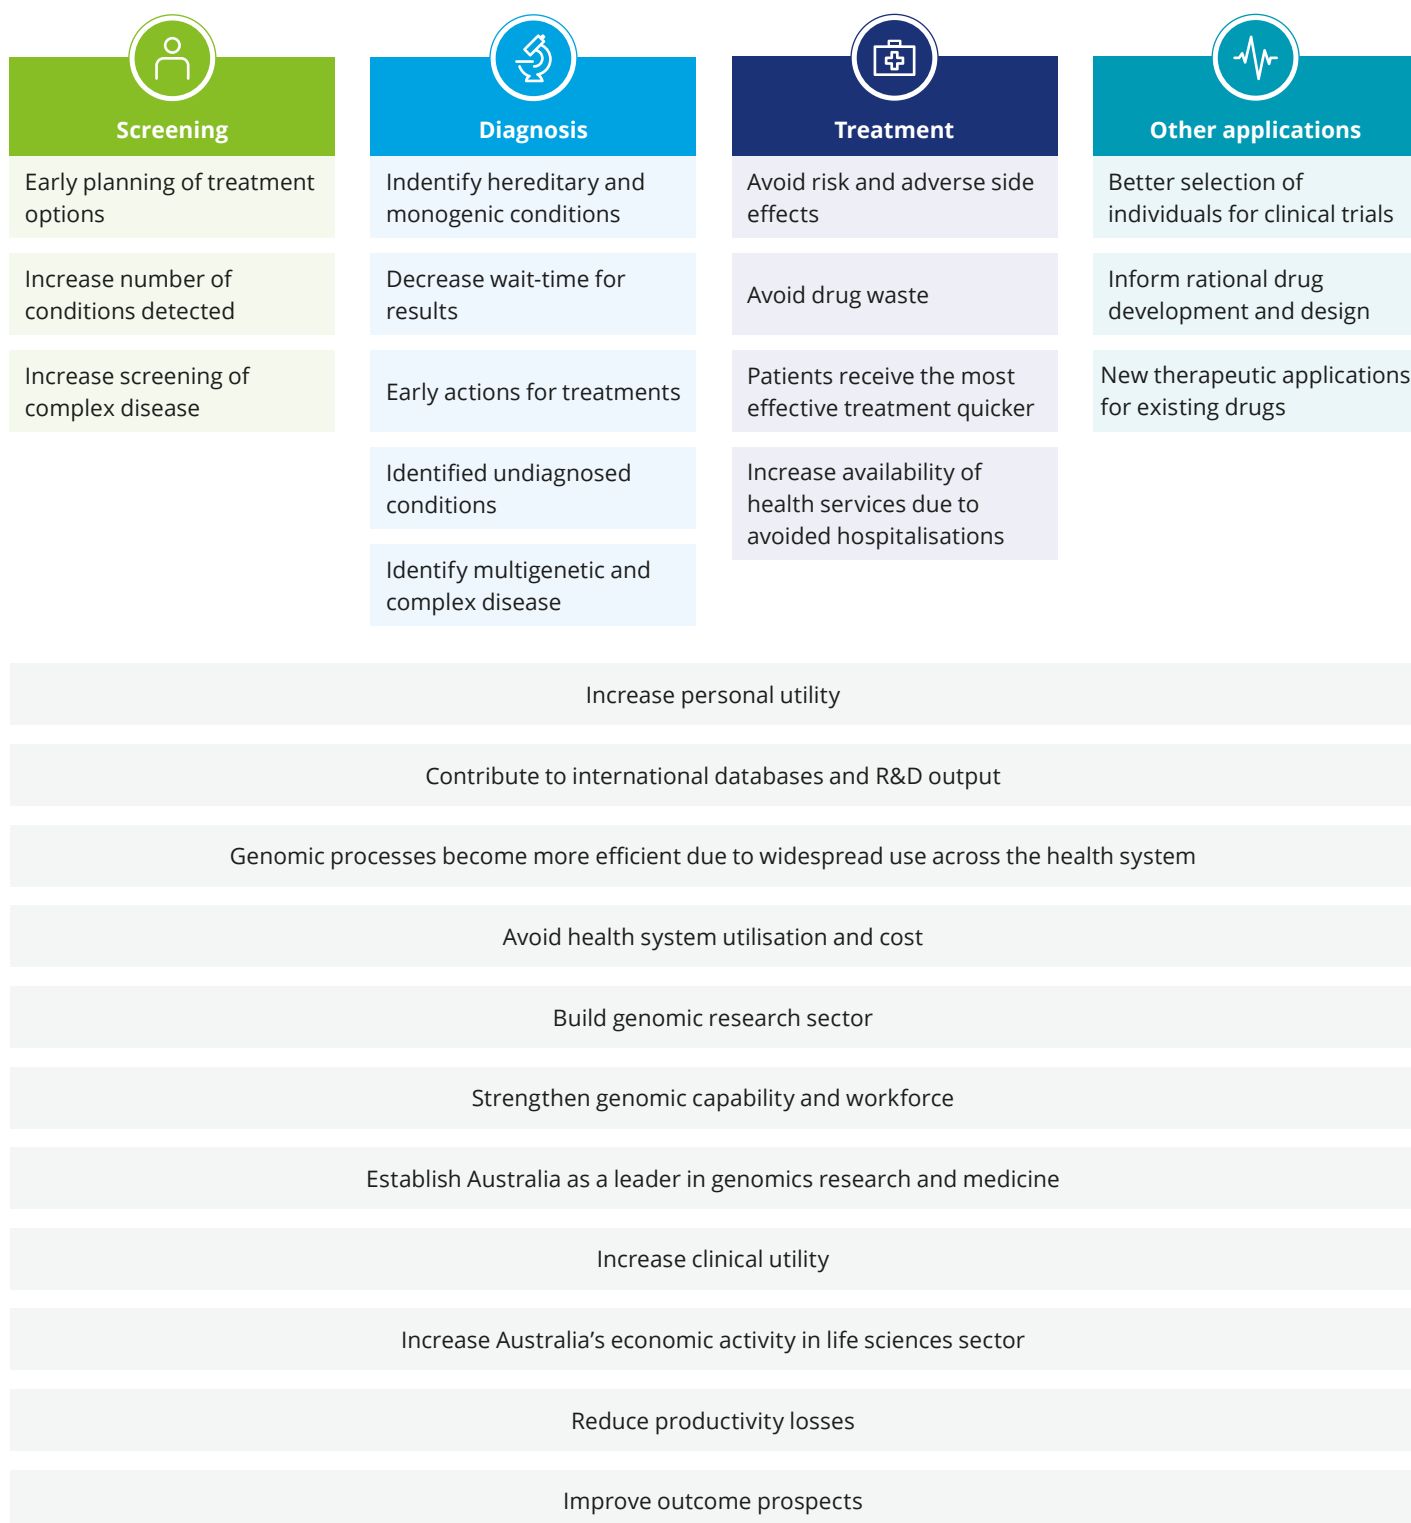 Screening
Early planning of treatment
options
Increase number of
conditions detected
Increase screening of
complex disease
Diagnosis
Indentify hereditary and
monogenic conditions
Decrease wait-time for
results
Early actions for treatments
Identified undiagnosed
conditions
Identify multigenetic and
complex disease
Treatment
Avoid risk and adverse side
effects
Avoid drug waste
Patients receive the most
effective treatment quicker
Increase availability of
health services due to
avoided hospitalisations
Other applications
Better selection of
individuals for clinical trials
Inform rational drug
development and design
New therapeutic applications
for existing drugs
Increase personal utility
Contribute to international databases and R&D output
Genomic processes become more efficient due to widespread use across the health system
Avoid health system utilisation and cost
Build genomic research sector
Strengthen genomic capability and workforce
Establish Australia as a leader in genomics research and medicine
Increase clinical utility
Increase Australia’s economic activity in life sciences sector
Reduce productivity losses
Improve outcome prospects